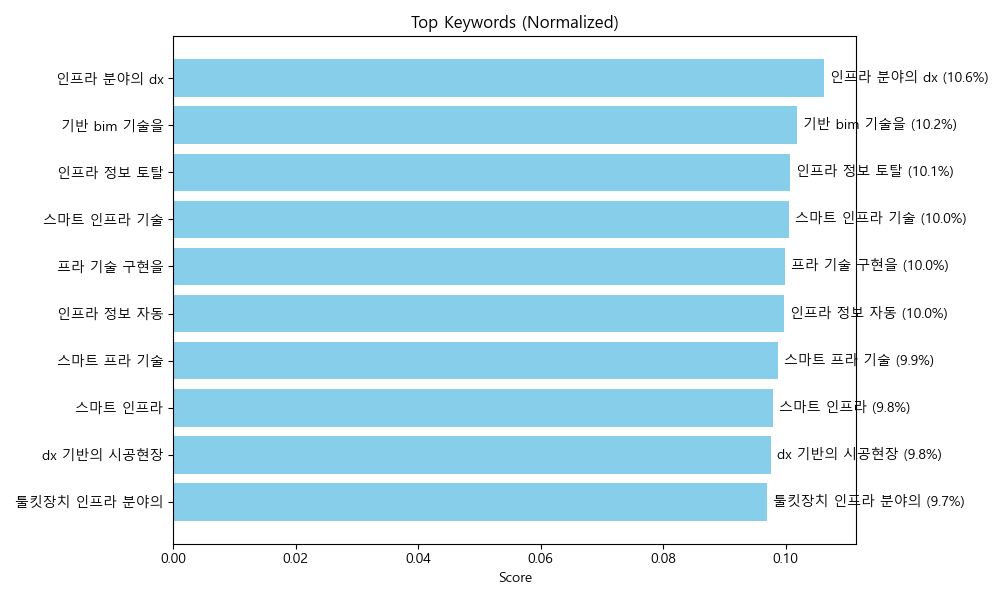 Top Keywords (Normalized)
인프라 분야의 dx
인프라 분야의 dx (10.6%)
기반 bim 기술을
기반 bim 기술을 (10.2%)
인프라 정보 토탈
인프라 정보 토탈 (10.1%)
스마트 인프라 기술
스마트 인프라 기술 (10.0%)
프라 기술 구현을
프라 기술 구현을 (10.0%)
인프라 정보 자동
인프라 정보 자동 (10.0%)
스마트 프라 기술
스마트 프라 기술 (9.9%)
스마트 인프라
스마트 인프라 (9.8%)
dx 기반의 시공현장
dx 기반의 시공현장 (9.8%)
툴킷장치 인프라 분야의
툴킷장치 인프라 분야의 (9.7%)
0.00 0.02 0.04 0.06 0.08 0.10
Score